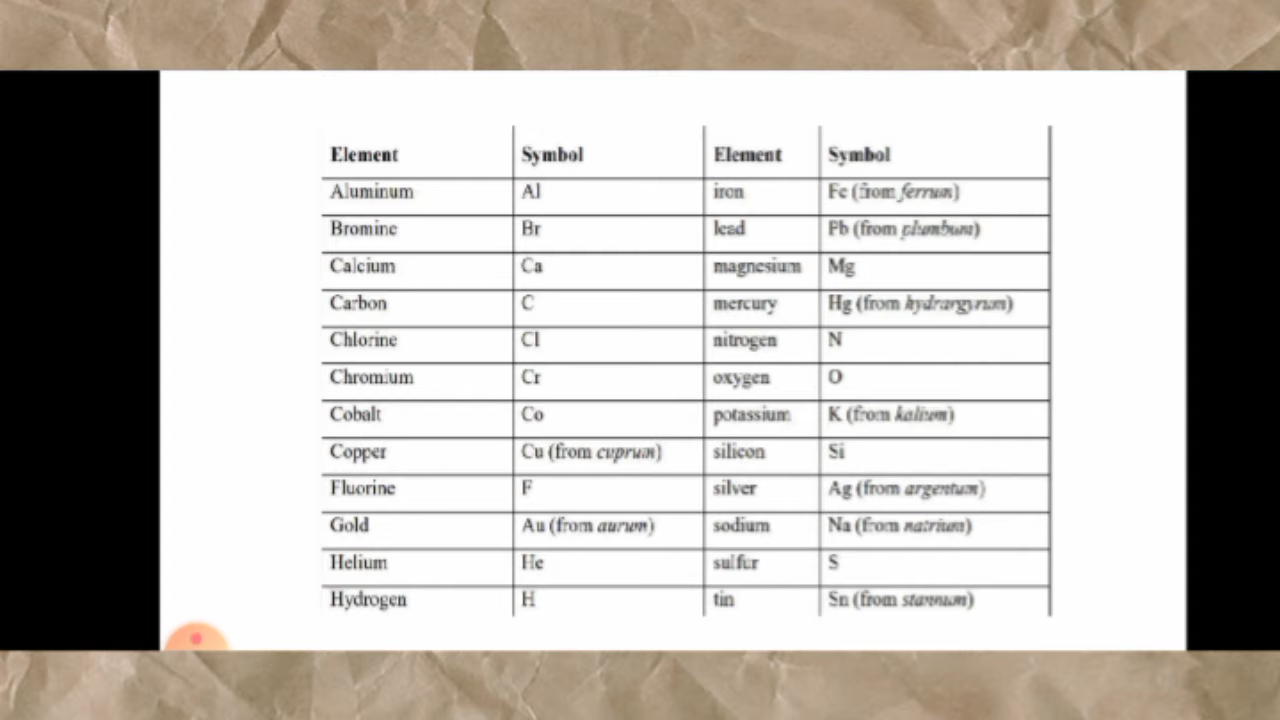 Element Symbol Element Symbol
Aluminum Al iron Fe (from ferrum)
Bromine Br lead Pb (from plumbum)
Calcium Ca magnesium Mg
Carbon C mercury Hg (from hydrargyrum)
Chlorine Cl nitrogen N
Chromium Cr oxygen O
Cobalt Co potassium K (from kalium)
Copper Cu (from cuprum) silicon Si
Fluorine F silver Ag (from argentum)
Gold Au (from aurum) sodium Na (from natrium)
Helium He sulfur S
Hydrogen H tin Sn (from stannum)